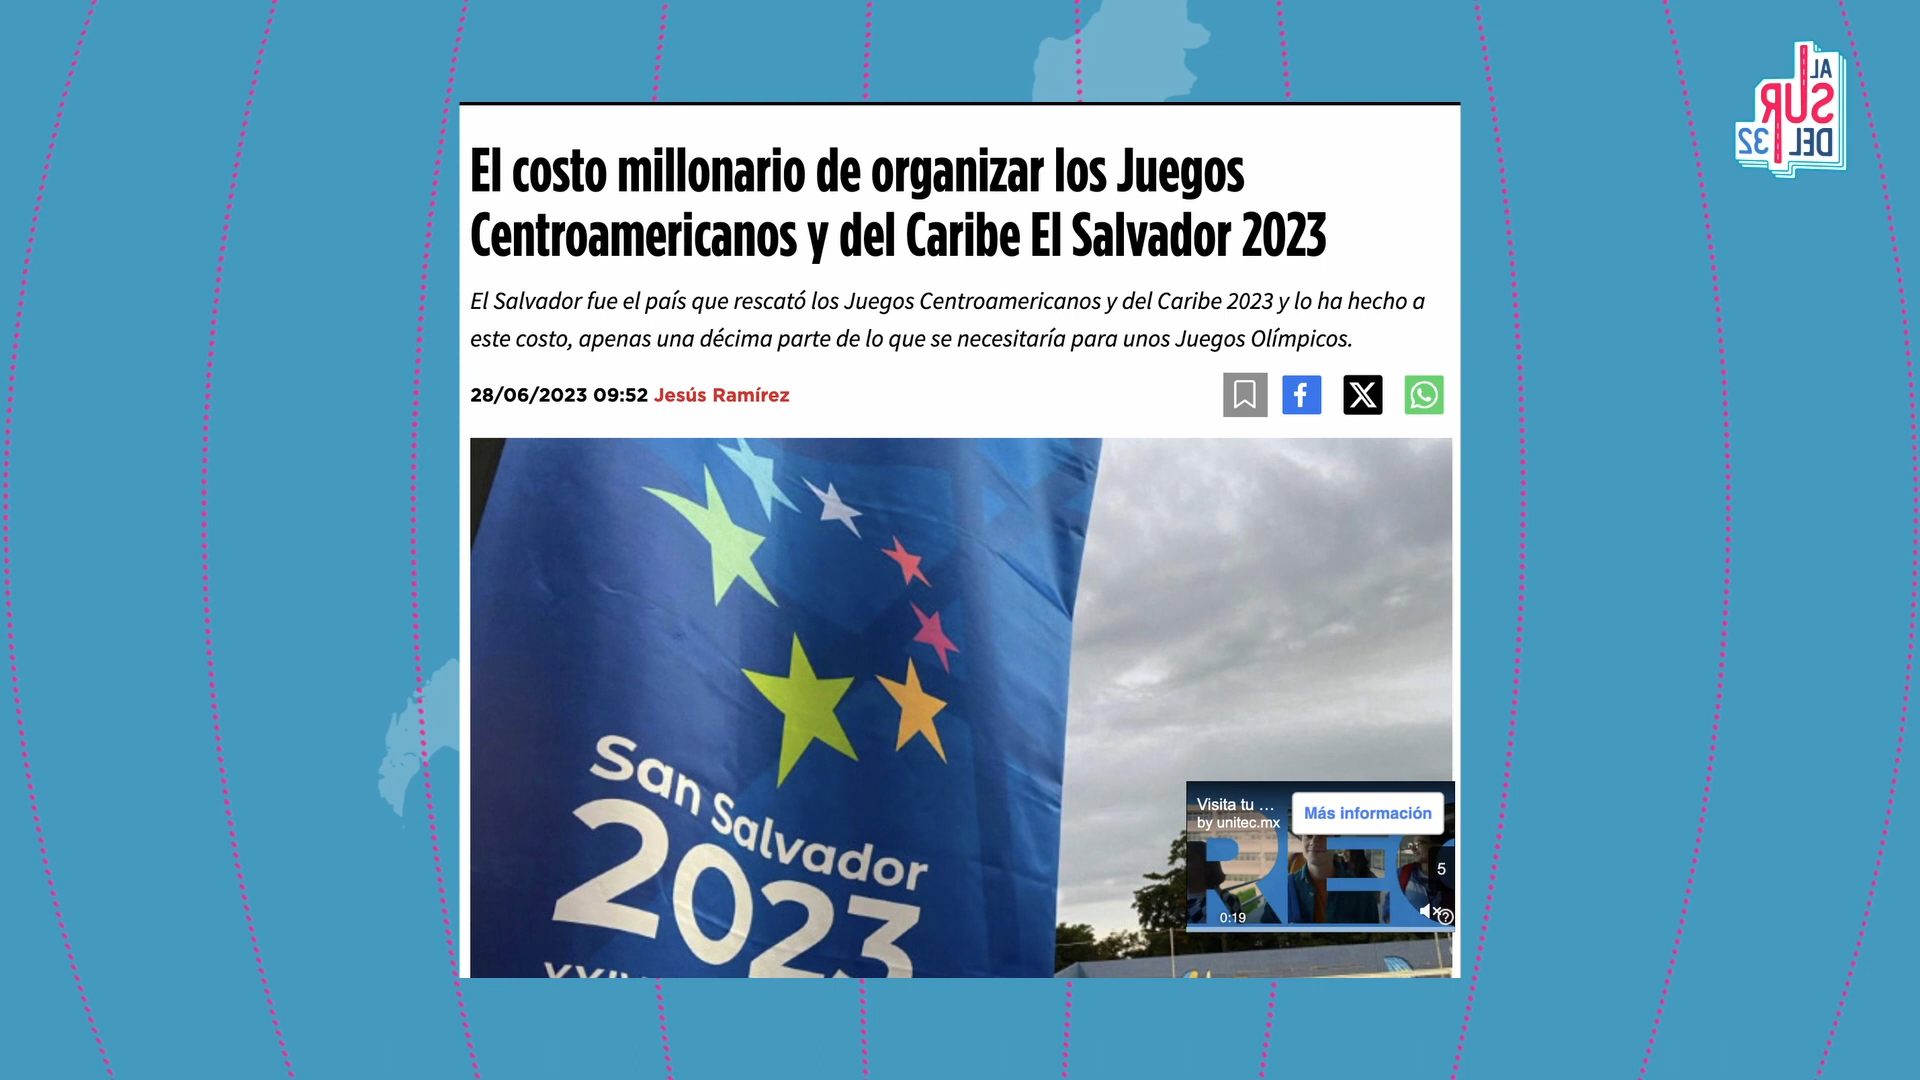 El costo millonario de organizar los Juegos
Centroamericanos y del Caribe El Salvador 2023
El Salvador fue el país que rescató los Juegos Centroamericanos y del Caribe 2023 y lo ha hecho a
este costo, apenas una décima parte de lo que se necesitaría para unos Juegos Olímpicos.
28/06/2023 09:52 Jesús Ramírez
San Salvador
2023
Visita tu ...
by unitec.mx
Más información
5
0:19
AL
SUR
DEL 32